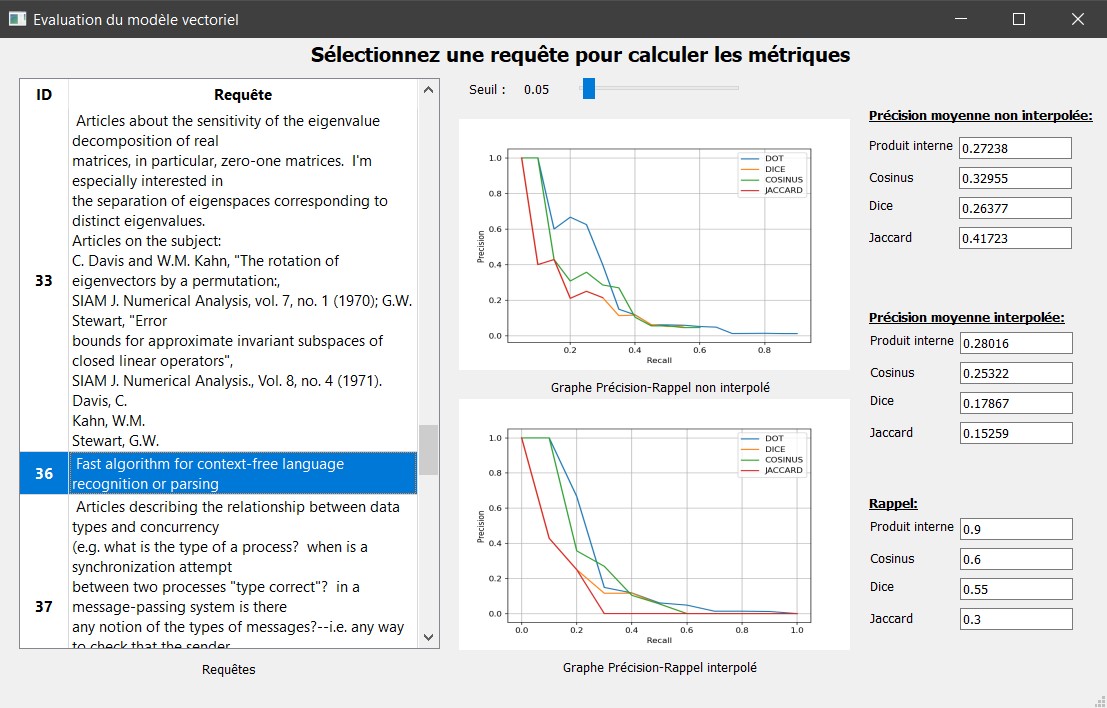 Evaluation du modèle vectoriel
Sélectionnez une requête pour calculer les métriques
ID
Requête
Articles about the sensitivity of the eigenvalue
decomposition of real
matrices, in particular, zero-one matrices.  I'm
especially interested in
the separation of eigenspaces corresponding to
distinct eigenvalues.
Articles on the subject:
C. Davis and W.M. Kahn, "The rotation of
33
eigenvectors by a permutation:,
SIAM J. Numerical Analysis, vol. 7, no. 1 (1970); G.W.
Stewart, "Error
bounds for approximate invariant subspaces of
closed linear operators",
SIAM J. Numerical Analysis., Vol. 8, no. 4 (1971).
Davis, C.
Kahn, W.M.
Stewart, G.W.
36
Fast algorithm for context-free language
recognition or parsing
Articles describing the relationship between data
types and concurrency
(e.g. what is the type of a process?  when is a
synchronization attempt
between two processes "type correct"?  in a
37
message-passing system is there
any notion of the types of messages?--i.e. any way
to check that the sender
Requêtes
Seuil :
0.05
1.0
0.8
0.6
0.4
0.2
0.0
Precision
0.2
0.4
0.6
0.8
Recall
DOT
DICE
COSINUS
JACCARD
Graphe Précision-Rappel non interpolé
1.0
0.8
0.6
0.4
0.2
0.0
Precision
0.0
0.2
0.4
0.6
0.8
1.0
Recall
DOT
DICE
COSINUS
JACCARD
Graphe Précision-Rappel interpolé
Précision moyenne non interpolée:
Produit interne 0.27238
Cosinus 0.32955
Dice 0.26377
Jaccard 0.41723
Précision moyenne interpolée:
Produit interne 0.28016
Cosinus 0.25322
Dice 0.17867
Jaccard 0.15259
Rappel:
Produit interne 0.9
Cosinus 0.6
Dice 0.55
Jaccard 0.3